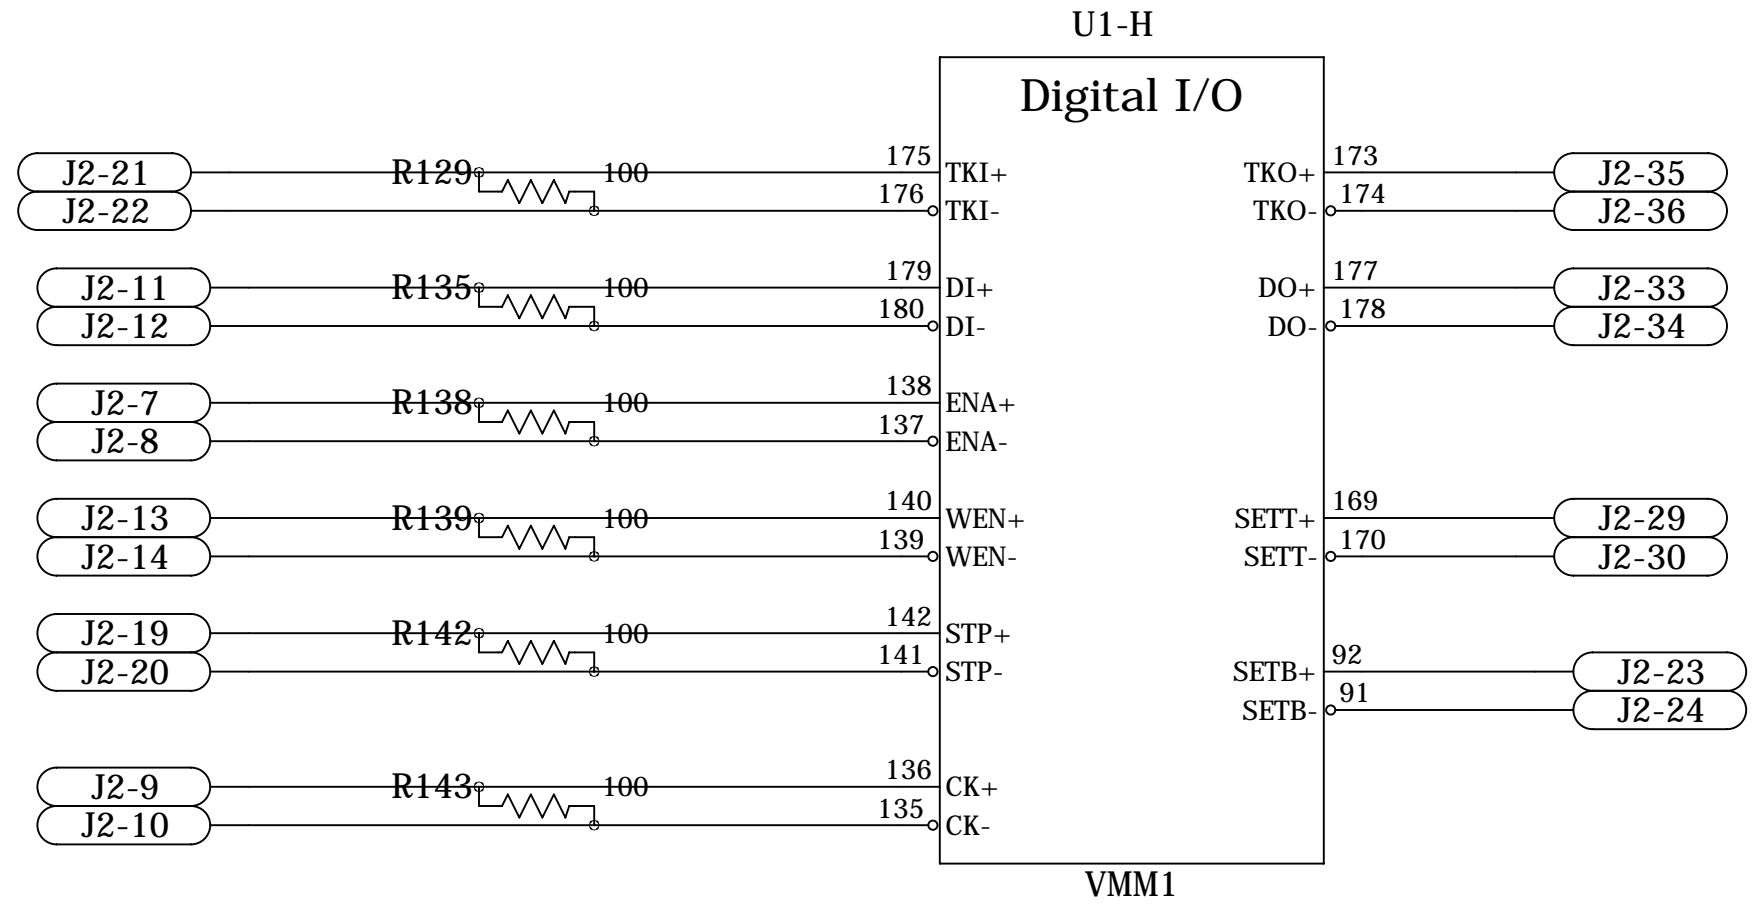 U1-H
Digital I/O
J2-21 R129 100 175 TKI+ TKO+ 173 J2-35
J2-22 176 TKI- TKO- 174 J2-36
J2-11 R135 100 179 DI+ DO+ 177 J2-33
J2-12 180 DI- DO- 178 J2-34
J2-7 R138 100 138 ENA+
J2-8 137 ENA-
J2-13 R139 100 140 WEN+ SETT+ 169 J2-29
J2-14 139 WEN- SETT- 170 J2-30
J2-19 R142 100 142 STP+
J2-20 141 STP- SETB+ 92 J2-23
SETB- 91 J2-24
J2-9 R143 100 136 CK+
J2-10 135 CK-
VMM1